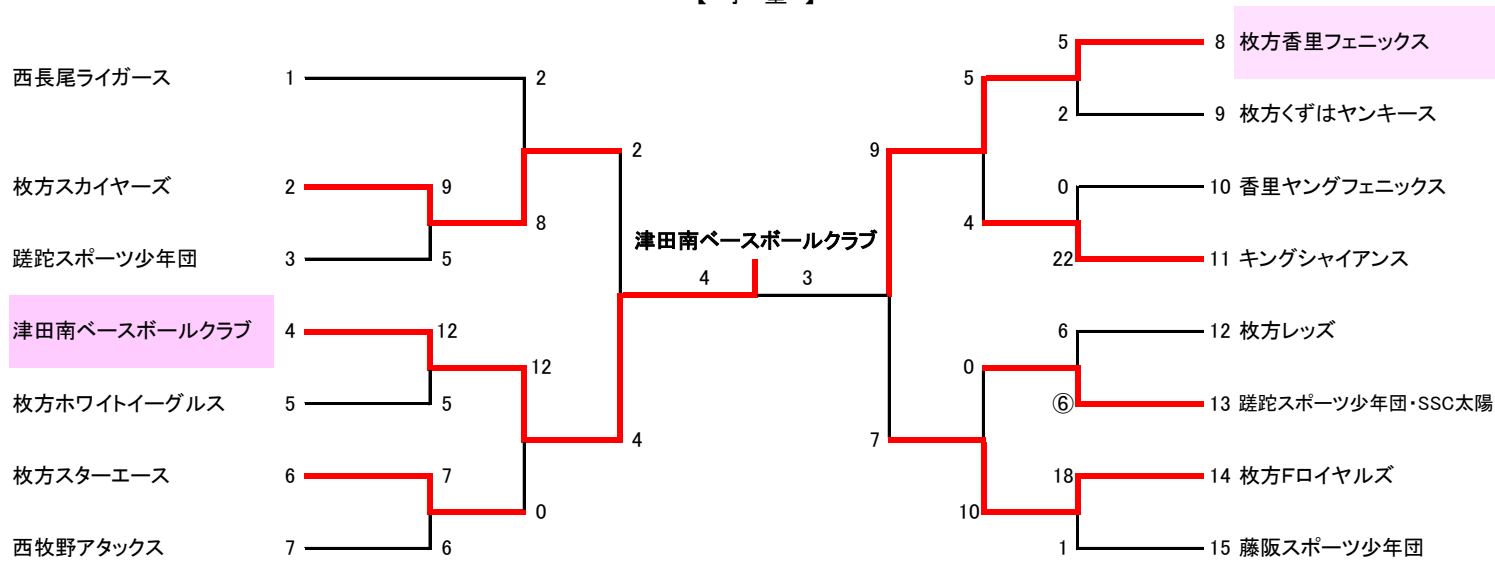 西長尾ライガース 1 2
枚方スカイヤーズ 2 9
8
蹉跎スポーツ少年団 3 5
2
津田南ベースボールクラブ 4 12
12
枚方ホワイトイーグルス 5 5
4
枚方スターエース 6 7
0
西牧野アタックス 7 6
津田南ベースボールクラブ
4 3
5 8 枚方香里フェニックス
5
2 9 枚方くずはヤンキース
9
0 10 香里ヤングフェニックス
4
22 11 キングシャイアンス
6 12 枚方レッズ
0
⑥ 13 蹉跎スポーツ少年団・SSC太陽
7
18 14 枚方Fロイヤルズ
10
1 15 藤阪スポーツ少年団